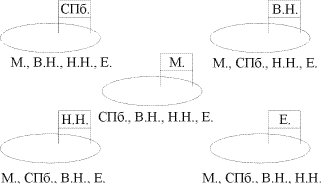 СПб.
В.Н.
М., В.Н., Н.Н., Е.
М., СПб., Н.Н., Е.
М.
СПб., В.Н., Н.Н., Е.
Н.Н.
Е.
М., СПб., В.Н., Е.
М., СПб., В.Н., Н.Н.